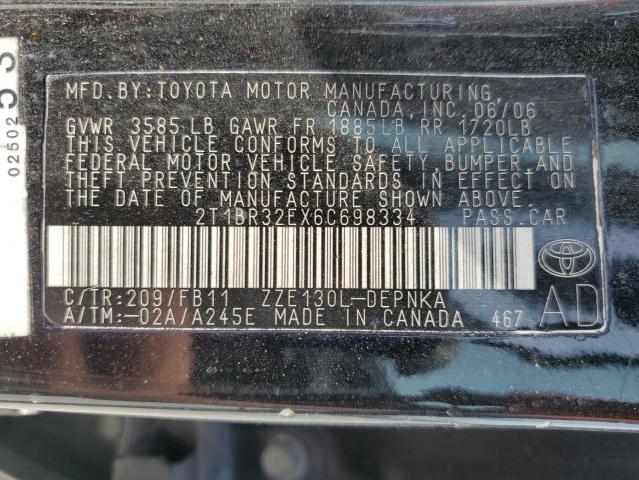 MFD.BY:TOYOTA MOTOR MANUFACTURING,
CANADA, INC. 06/06
GVWR 3585LB GAWR FR 1885LB RR 1720LB
THIS VEHICLE CONFORMS TO ALL APPLICABLE
FEDERAL MOTOR VEHICLE SAFETY, BUMPER AND
THEFT PREVENTION STANDARDS IN EFFECT ON
THE DATE OF MANUFACTURE SHOWN ABOVE.
2T1BR32EX6C698334 PASS.CAR
C/TR:209/FB11 ZZE130L-DEPNKA
A/TM:-02A/A245E MADE IN CANADA 467
AD
02502